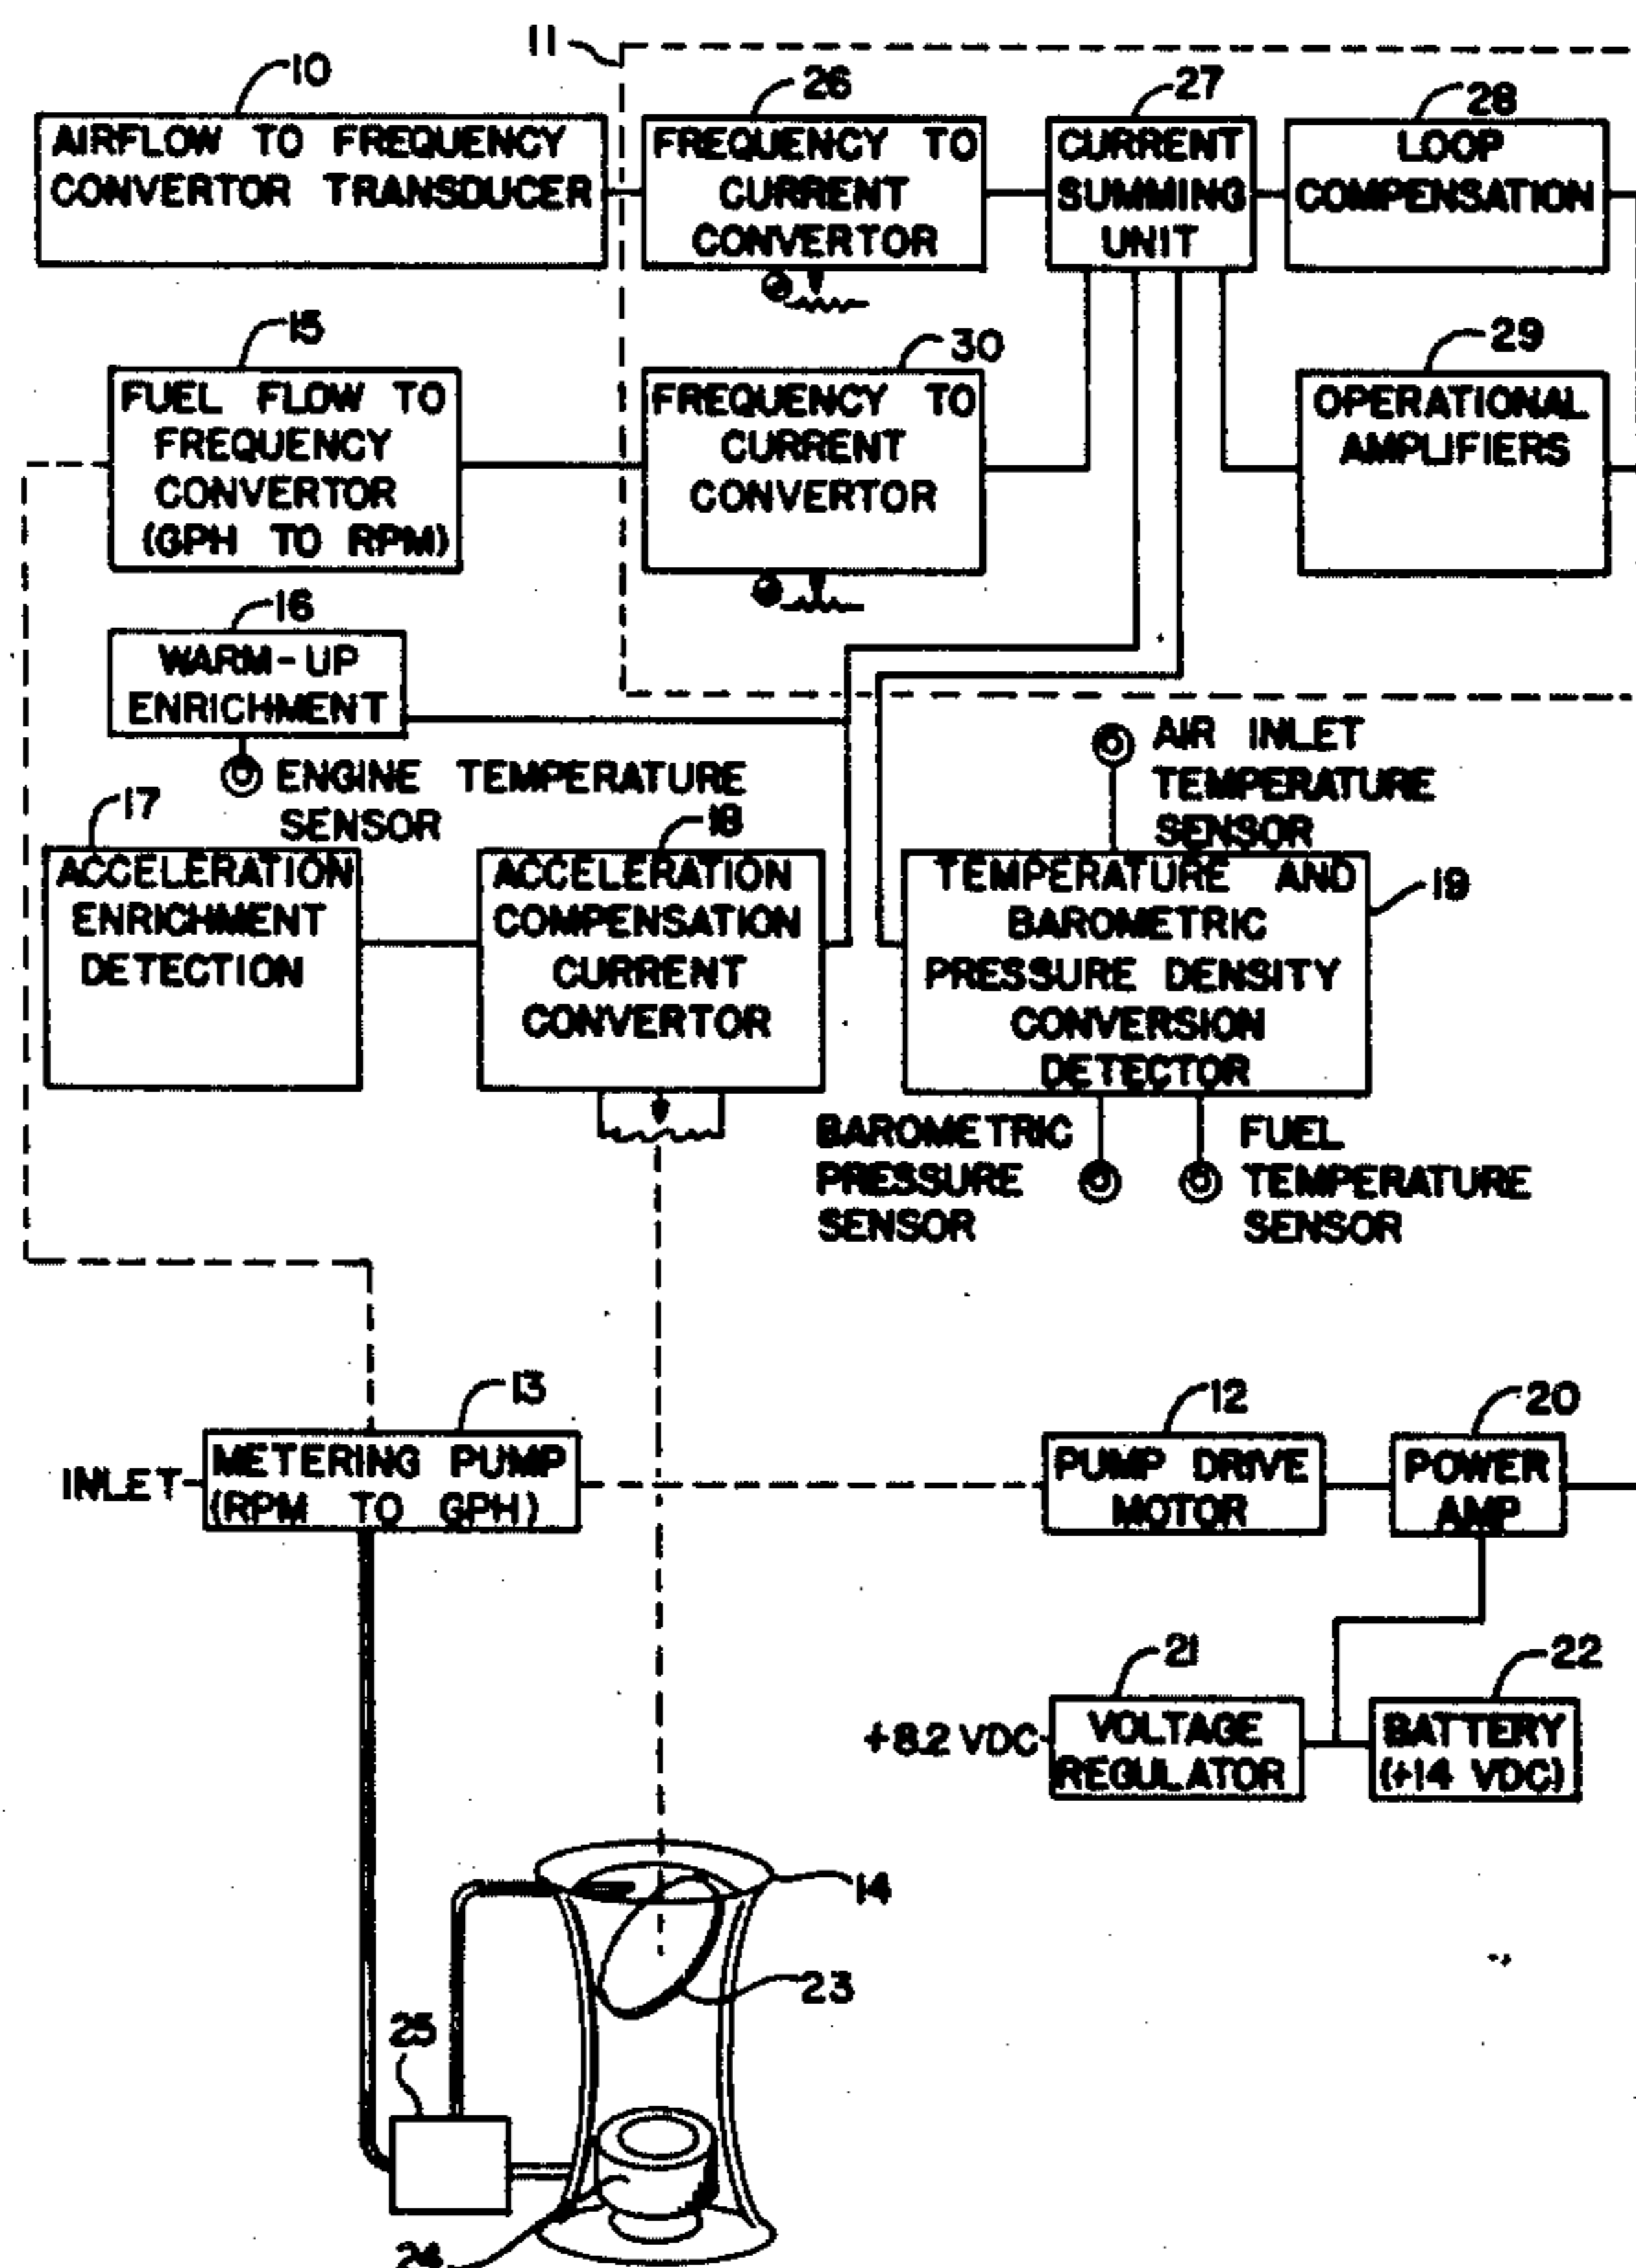 11
10
AIRFLOW TO FREQUENCY
CONVERTOR TRANSDUCER
26
FREQUENCY TO
CURRENT
CONVERTOR
27
CURRENT
SUMMING
UNIT
28
LOOP
COMPENSATION
15
FUEL FLOW TO
FREQUENCY
CONVERTOR
(GPH TO RPM)
30
FREQUENCY TO
CURRENT
CONVERTOR
29
OPERATIONAL
AMPLIFIERS
16
WARM-UP
ENRICHMENT
ENGINE TEMPERATURE
SENSOR
AIR INLET
TEMPERATURE
SENSOR
17
ACCELERATION
ENRICHMENT
DETECTION
18
ACCELERATION
COMPENSATION
CURRENT
CONVERTOR
19
TEMPERATURE AND
BAROMETRIC
PRESSURE DENSITY
CONVERSION
DETECTOR
BAROMETRIC
PRESSURE
SENSOR
FUEL
TEMPERATURE
SENSOR
13
INLET
METERING PUMP
(RPM TO GPH)
12
PUMP DRIVE
MOTOR
20
POWER
AMP
21
+8.2 VDC
VOLTAGE
REGULATOR
22
BATTERY
(+14 VDC)
14
23
25
24